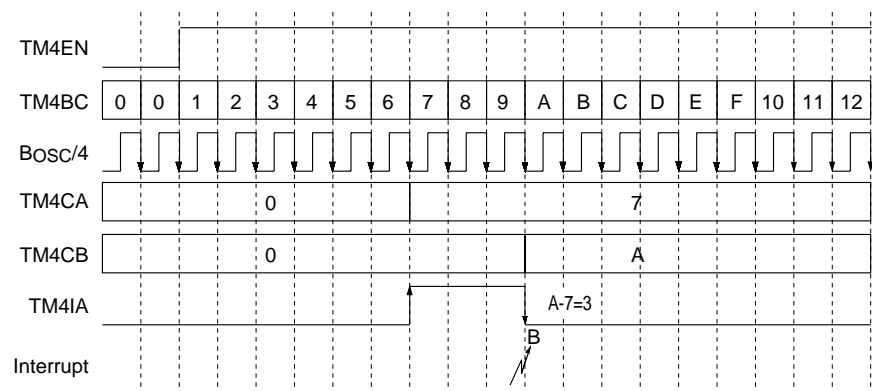 TM4EN
TM4BC 0 0 1 2 3 4 5 6 7 8 9 A B C D E F 10 11 12
BOSC/4
TM4CA 0 7
TM4CB 0 A
TM4IA A-7=3
B
Interrupt